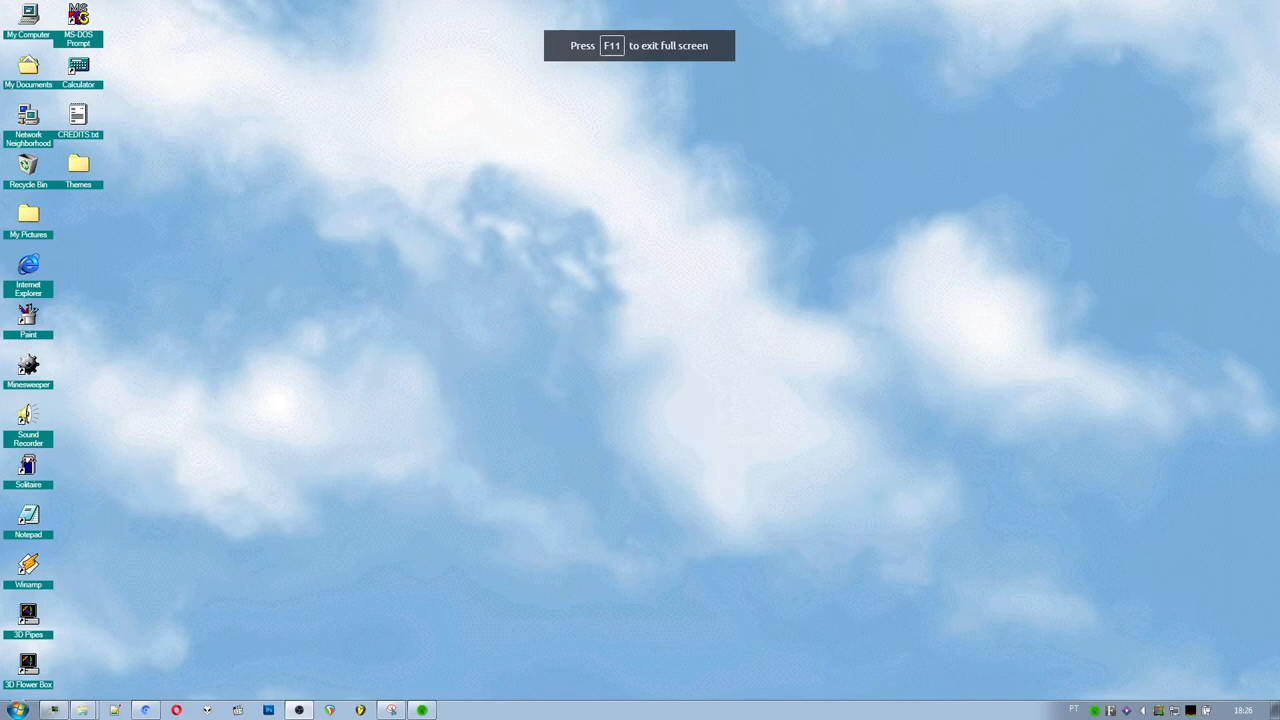 My Computer
MS-DOS
Prompt
Press F11 to exit full screen
My Documents
Calculator
Network
Neighborhood
CREDITS.txt
Recycle Bin
Themes
My Pictures
Internet
Explorer
Paint
Minesweeper
Sound
Recorder
Solitaire
Notepad
Winamp
3D Pipes
3D Flower Box
PT
18:26